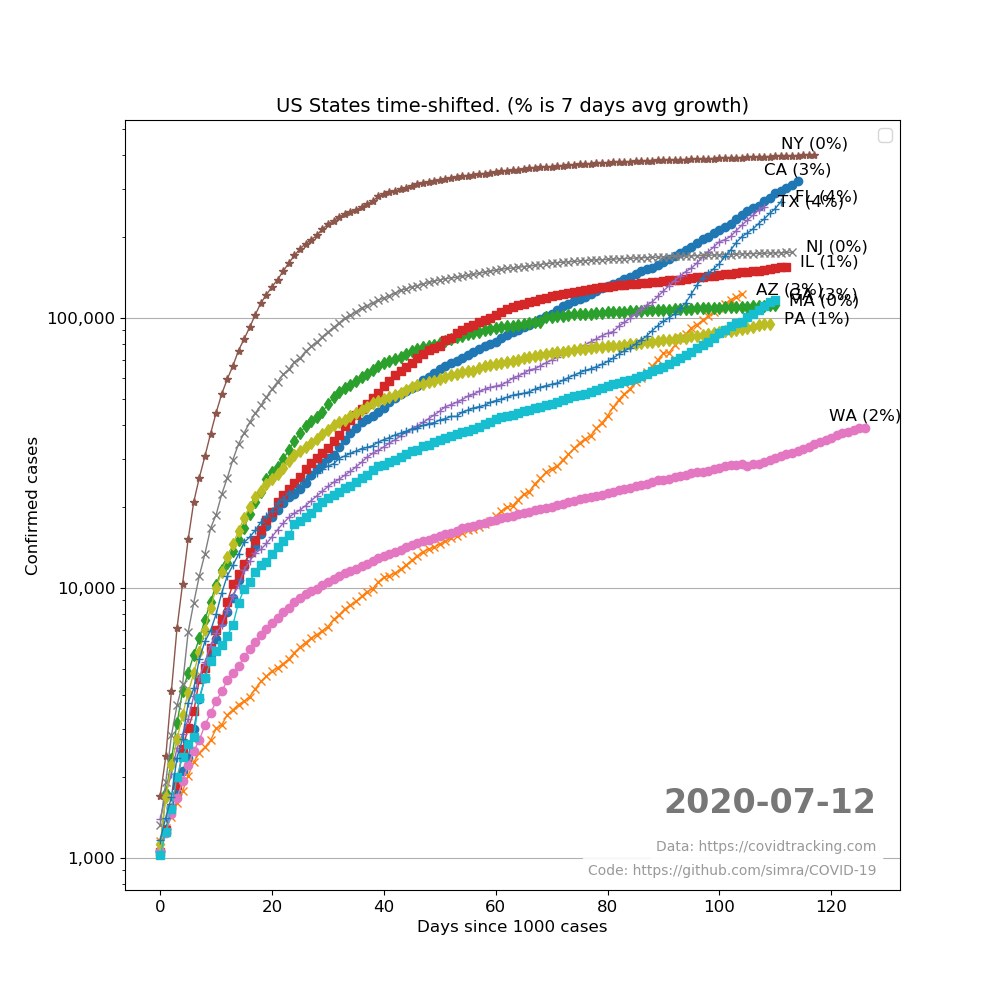 US States time-shifted. (% is 7 days avg growth)
NY (0%)
CA (3%)
FL (4%)
TX (4%)
NJ (0%)
IL (1%)
AZ (3%)
GA (3%)
MA (0%)
PA (1%)
WA (2%)
Confirmed cases
100,000
10,000
1,000
2020-07-12
Data: https://covidtracking.com
Code: https://github.com/simra/COVID-19
0 20 40 60 80 100 120
Days since 1000 cases